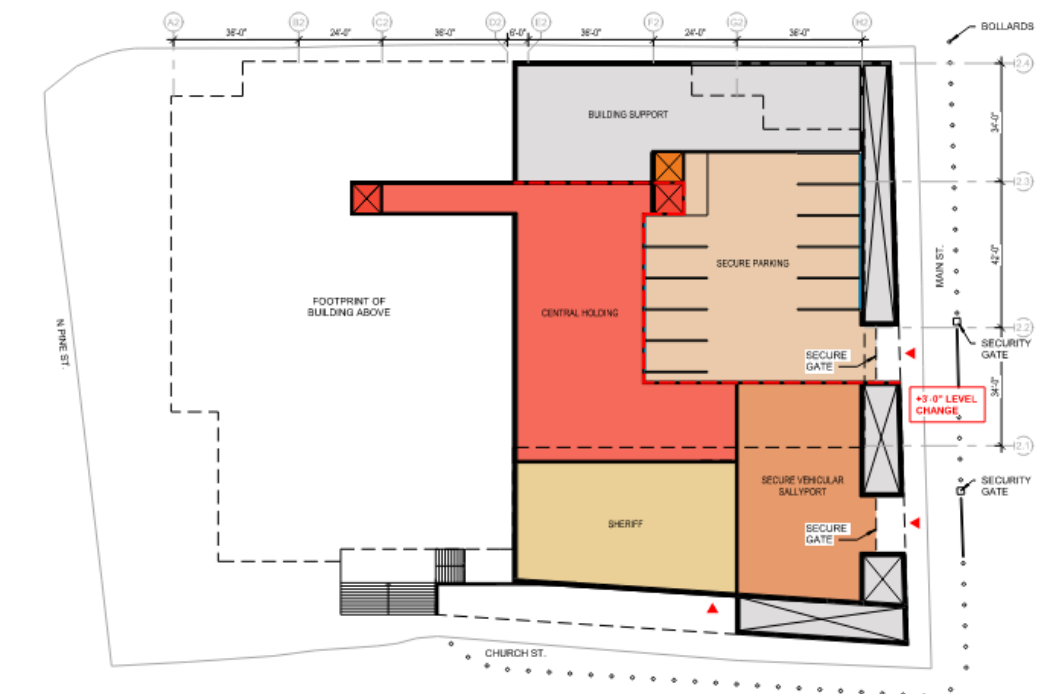 A2 B2 C2 D2 E2 F2 G2 H2
36'-0" 24'-0" 36'-0" 6'-0" 36'-0" 24'-0" 36'-0"
BOLLARDS
2.4
34'-0"
2.3
42'-0"
2.2
34'-0"
2.1
BUILDING SUPPORT
SECURE PARKING
CENTRAL HOLDING
FOOTPRINT OF
BUILDING ABOVE
N PINE ST.
MAIN ST.
SECURE
GATE
SECURITY
GATE
+3'-0" LEVEL
CHANGE
SECURE VEHICULAR
SALLYPORT
SECURITY
GATE
SHERIFF
SECURE
GATE
CHURCH ST.